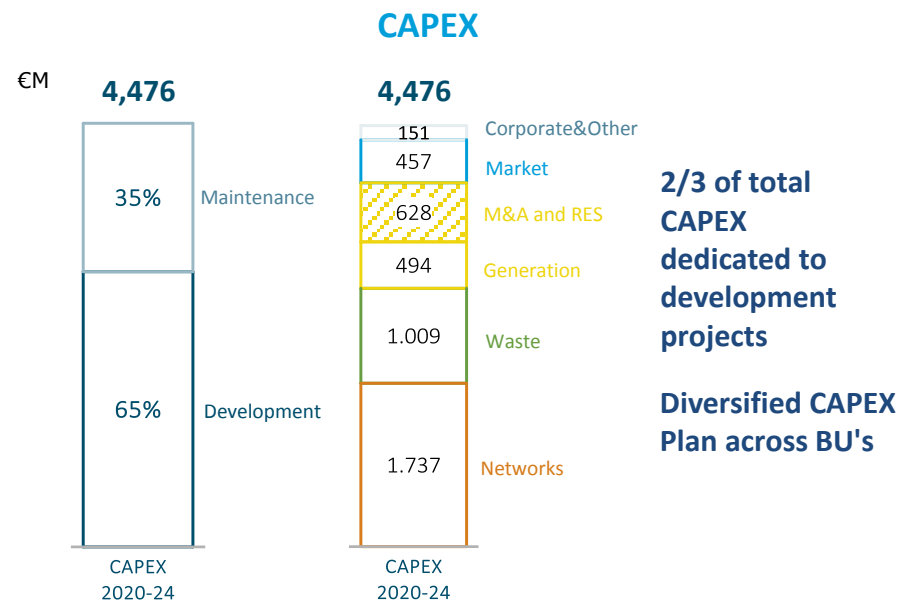 CAPEX
€M
4,476
35%
Maintenance
65%
Development
CAPEX
2020-24
4,476
151
Corporate&Other
457
Market
628
M&A and RES
494
Generation
1.009
Waste
1.737
Networks
CAPEX
2020-24
2/3 of total
CAPEX
dedicated to
development
projects
Diversified CAPEX
Plan across BU's